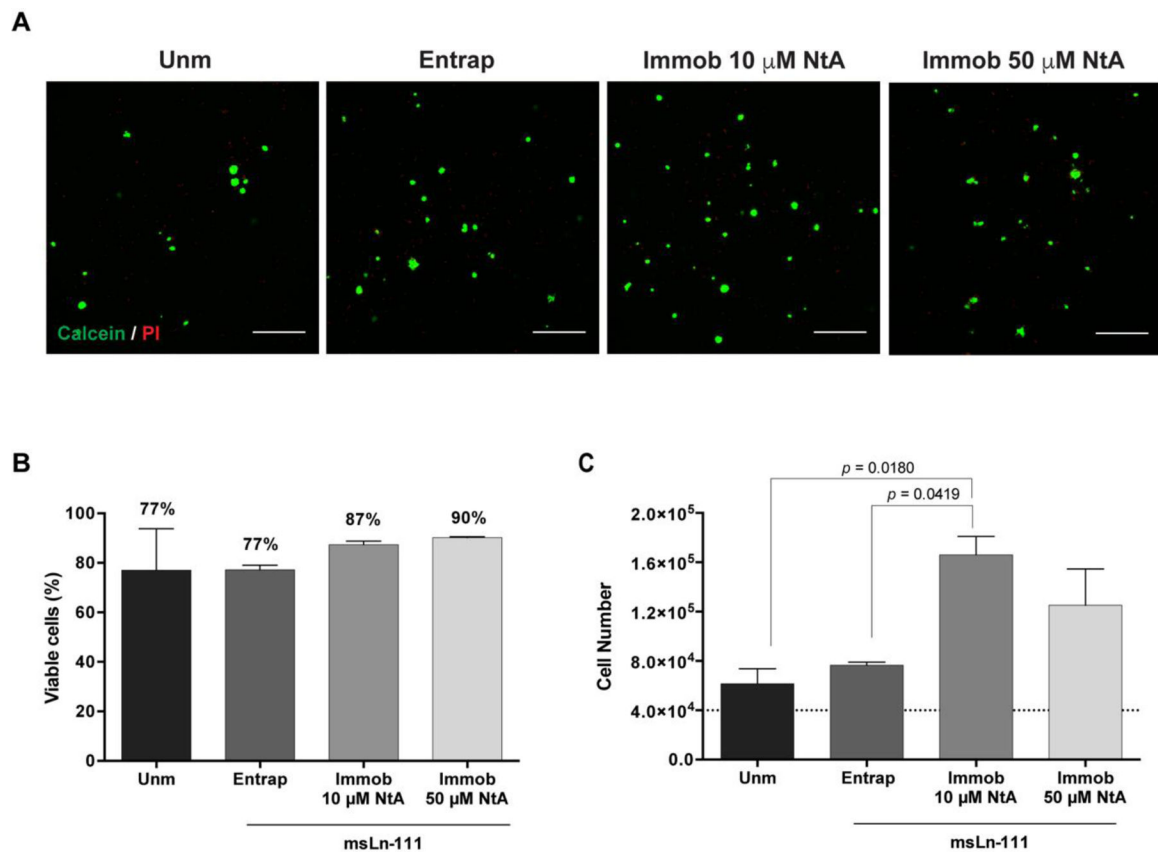 A
Unm Entrap Immob 10 μM NtA Immob 50 μM NtA
Calcein / PI
B
77% 77% 87% 90%
Viable cells (%)
100
80
60
40
20
0
Unm Entrap Immob Immob
10 μM NtA 50 μM NtA
msLn-111
C
p = 0.0180
p = 0.0419
Cell Number
2.0×10⁵
1.6×10⁵
1.2×10⁵
8.0×10⁴
4.0×10⁴
0.0
Unm Entrap Immob Immob
10 μM NtA 50 μM NtA
msLn-111